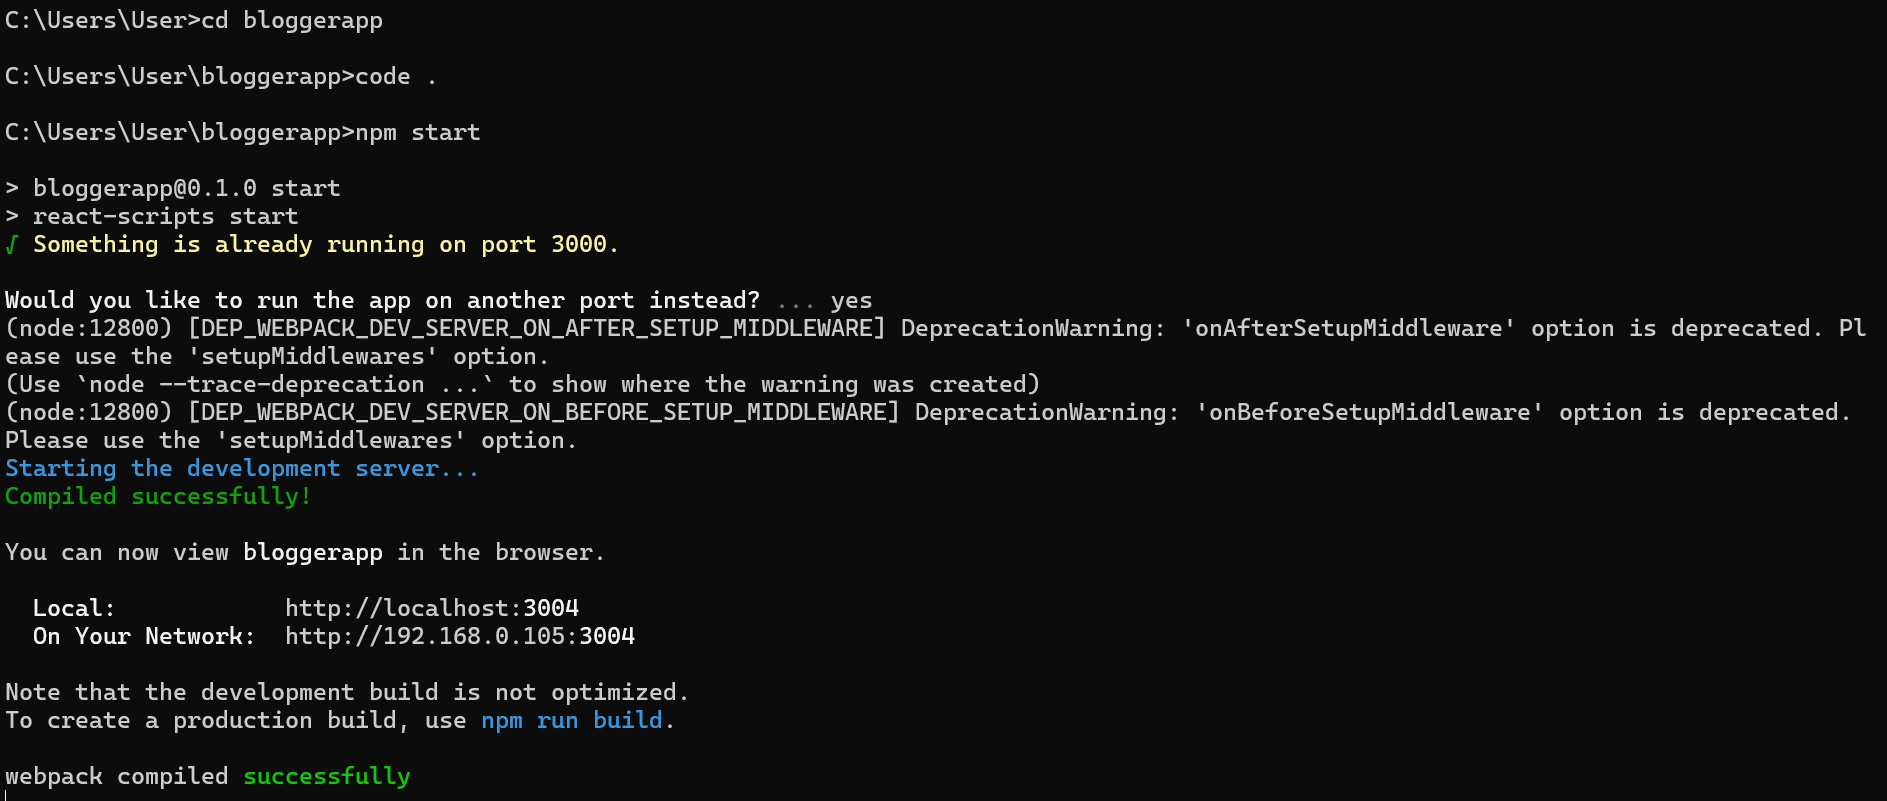 C:\Users\User>cd bloggerapp
C:\Users\User\bloggerapp>code .
C:\Users\User\bloggerapp>npm start
> bloggerapp@0.1.0 start
> react-scripts start
√ Something is already running on port 3000.
Would you like to run the app on another port instead? ... yes
(node:12800) [DEP_WEBPACK_DEV_SERVER_ON_AFTER_SETUP_MIDDLEWARE] DeprecationWarning: 'onAfterSetupMiddleware' option is deprecated. Pl
ease use the 'setupMiddlewares' option.
(Use `node --trace-deprecation ...` to show where the warning was created)
(node:12800) [DEP_WEBPACK_DEV_SERVER_ON_BEFORE_SETUP_MIDDLEWARE] DeprecationWarning: 'onBeforeSetupMiddleware' option is deprecated.
Please use the 'setupMiddlewares' option.
Starting the development server...
Compiled successfully!
You can now view bloggerapp in the browser.
Local:            http://localhost:3004
On Your Network:  http://192.168.0.105:3004
Note that the development build is not optimized.
To create a production build, use npm run build.
webpack compiled successfully